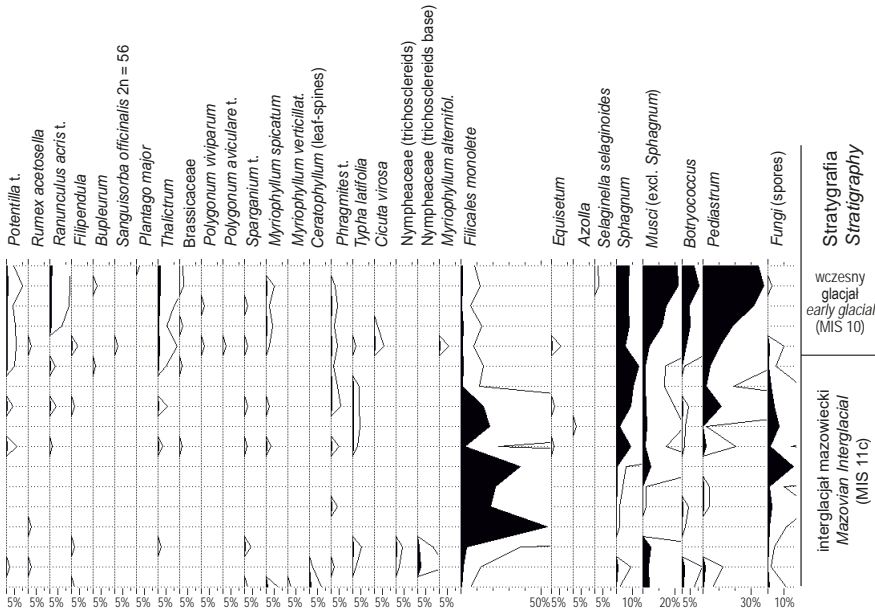 Potentilla t.
Rumex acetosella
Ranunculus acris t.
Filipendula
Bupleurum
Sanguisorba officinalis 2n = 56
Plantago major
Thalictrum
Brassicaceae
Polygonum viviparum
Polygonum aviculare t.
Sparganium t.
Myriophyllum spicatum
Myriophyllum verticillat.
Ceratophyllum (leaf-spines)
Phragmites t.
Typha latifolia
Cicuta virosa
Nympheaceae (trichosclereids)
Nympheaceae (trichosclereids base)
Myriophyllum alternifol.
Filicales monolete
Equisetum
Azolla
Selaginella selaginoides
Sphagnum
Musci (excl. Sphagnum)
Botryococcus
Pediastrum
Fungi (spores)
Stratygrafia
Stratigraphy
wczesny
glacjał
early glacial
(MIS 10)
interglacjał mazowiecki
Mazovian Interglacial
(MIS 11c)
5% 5% 5% 5% 5% 5% 5% 5% 5% 5% 5% 5% 5% 5% 5% 5% 5% 5% 5% 5% 5% 50% 5% 5% 5% 10% 20% 5% 30% 10%